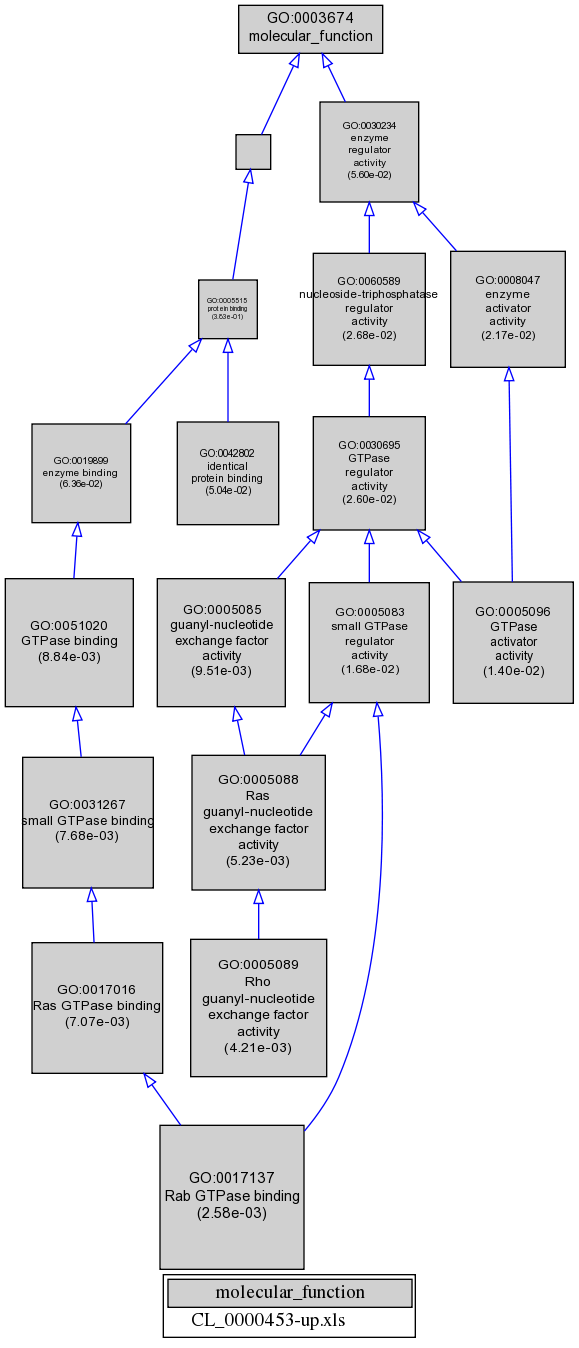 GO:0003674
molecular_function
GO:0030234
enzyme
regulator
activity
(5.60e-02)
GO:0005515
protein binding
(3.63e-01)
GO:0060589
nucleoside-triphosphatase
regulator
activity
(2.68e-02)
GO:0008047
enzyme
activator
activity
(2.17e-02)
GO:0019899
enzyme binding
(6.36e-02)
GO:0042802
identical
protein binding
(5.04e-02)
GO:0030695
GTPase
regulator
activity
(2.60e-02)
GO:0051020
GTPase binding
(8.84e-03)
GO:0005085
guanyl-nucleotide
exchange factor
activity
(9.51e-03)
GO:0005083
small GTPase
regulator
activity
(1.68e-02)
GO:0005096
GTPase
activator
activity
(1.40e-02)
GO:0031267
small GTPase binding
(7.68e-03)
GO:0005088
Ras
guanyl-nucleotide
exchange factor
activity
(5.23e-03)
GO:0017016
Ras GTPase binding
(7.07e-03)
GO:0005089
Rho
guanyl-nucleotide
exchange factor
activity
(4.21e-03)
GO:0017137
Rab GTPase binding
(2.58e-03)
molecular_function
CL_0000453-up.xls